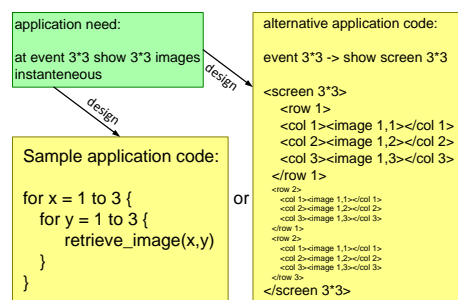 application need:
at event 3*3 show 3*3 images
instanteneous
design
design
Sample application code:
for x = 1 to 3 {
for y = 1 to 3 {
retrieve_image(x,y)
}
}
or
alternative application code:
event 3*3 -> show screen 3*3
<screen 3*3>
<row 1>
<col 1><image 1,1></col 1>
<col 2><image 1,2></col 2>
<col 3><image 1,3></col 3>
</row 1>
<row 2>
<col 1><image 1,1></col 1>
<col 2><image 1,2></col 2>
<col 3><image 1,3></col 3>
</row 1>
<row 2>
<col 1><image 1,1></col 1>
<col 2><image 1,2></col 2>
<col 3><image 1,3></col 3>
</row 3>
</screen 3*3>